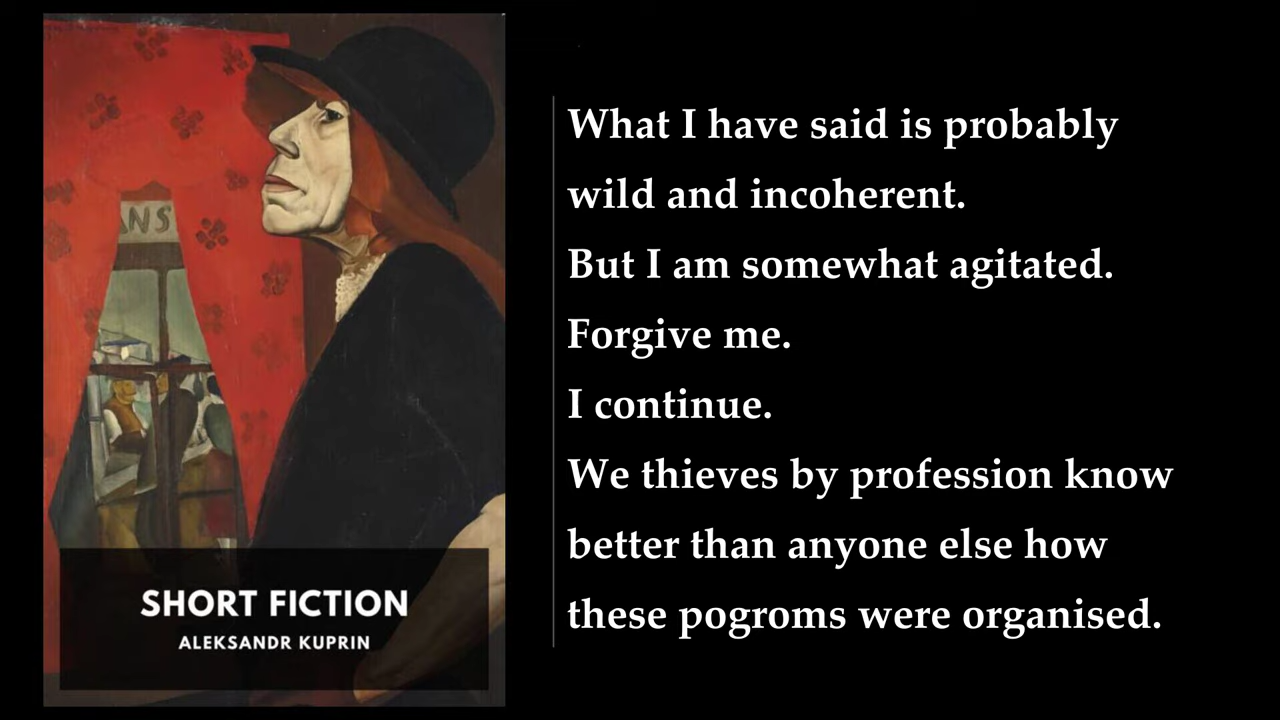 NS
SHORT FICTION
ALEKSANDR KUPRIN
What I have said is probably
wild and incoherent.
But I am somewhat agitated.
Forgive me.
I continue.
We thieves by profession know
better than anyone else how
these pogroms were organised.